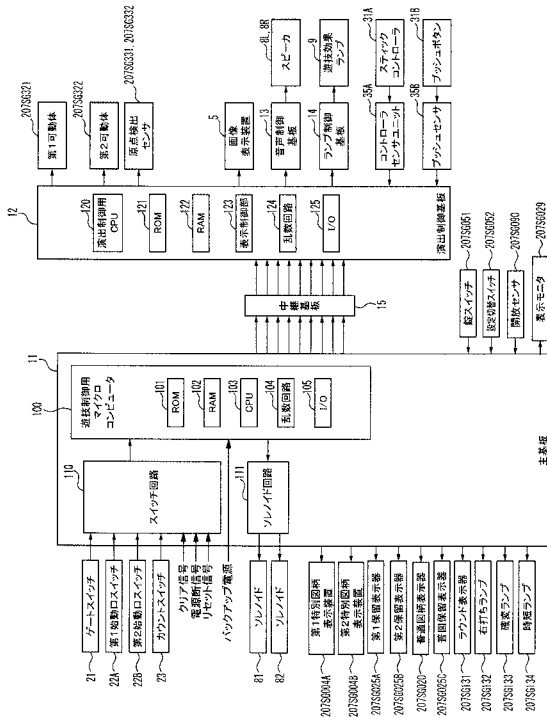 207SG321
第1可動体
207SG322
第2可動体
207SG331, 207SG332
原点検出
センサ
5
画像
表示装置
8L, 8R
スピーカ
13
音声制御
基板
9
遊技効果
ランプ
14
ランプ制御
基板
31A
スティック
コントローラ
35A
コントローラ
センサユニット
31B
プッシュボタン
35B
プッシュセンサ
12
120
演出制御用
CPU
121
ROM
122
RAM
123
表示制御部
124
乱数回路
125
I/O
演出制御基板
中継
基板
15
207SG051
錠スイッチ
207SG052
設定切替スイッチ
207SG090
開放センサ
207SG029
表示モニタ
11
100
遊技制御用
マイクロ
コンピュータ
101
ROM
102
RAM
103
CPU
104
乱数回路
105
I/O
110
スイッチ回路
111
ソレノイド回路
主基板
ゲートスイッチ
21
第1始動口スイッチ
22A
第2始動口スイッチ
22B
カウントスイッチ
23
クリア信号
電源断信号
リセット信号
バックアップ電源
ソレノイド
81
ソレノイド
82
第1特別図柄
表示装置
207SG004A
第2特別図柄
表示装置
207SG004B
第1保留表示器
207SG025A
第2保留表示器
207SG025B
普通図柄表示器
207SG020
普図保留表示器
207SG025C
ラウンド表示器
207SG131
右打ちランプ
207SG132
確変ランプ
207SG133
時短ランプ
207SG134